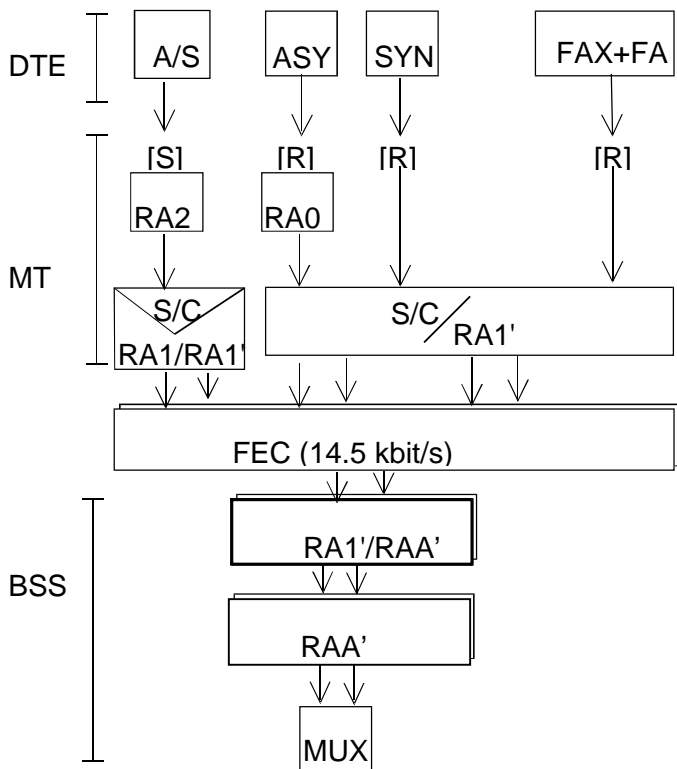 DTE
A/S
ASY
SYN
FAX+FA
[S]
[R]
[R]
[R]
RA2
RA0
MT
S/C
RA1/RA1'
S/C
RA1'
FEC (14.5 kbit/s)
RA1'/RAA’
BSS
RAA’
MUX